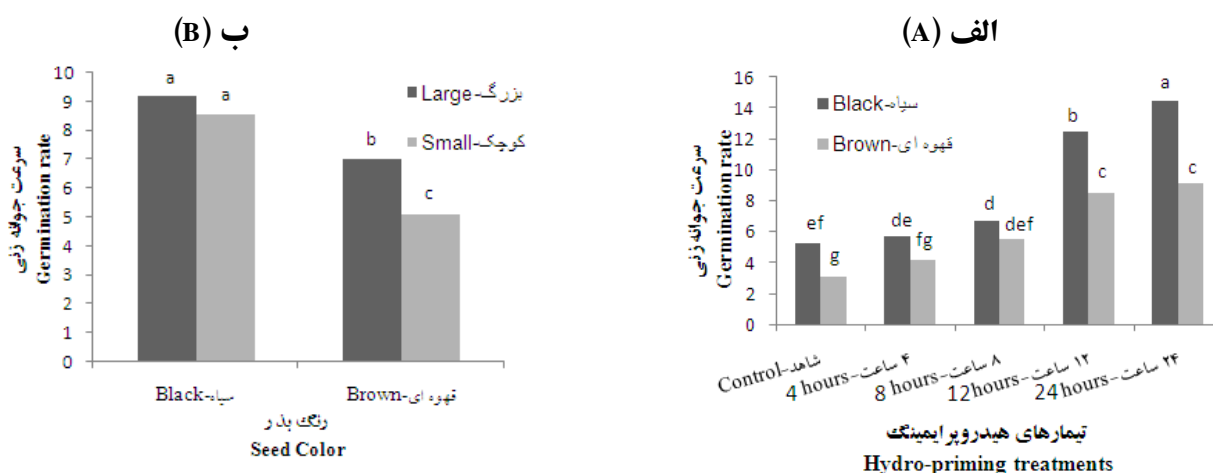 ب (B)
10
9
8
7
6
5
4
3
2
1
0
سرعت جوانه زنی
Germination rate
a
a
b
c
Large-بزرگ
Small-کوچک
Black-سیاه
Brown-قهوه ای
رنگ بذر
Seed Color
الف (A)
16
14
12
10
8
6
4
2
0
سرعت جوانه زنی
Germination rate
Black-سیاه
Brown-قهوه ای
ef
g
de
fg
d
def
b
c
a
c
Control-شاهد
4 hours-۴ ساعت
8 hours-۸ ساعت
12hours-۱۲ ساعت
24hours-۲۴ ساعت
تیمارهای هیدروپرایمینگ
Hydro-priming treatments